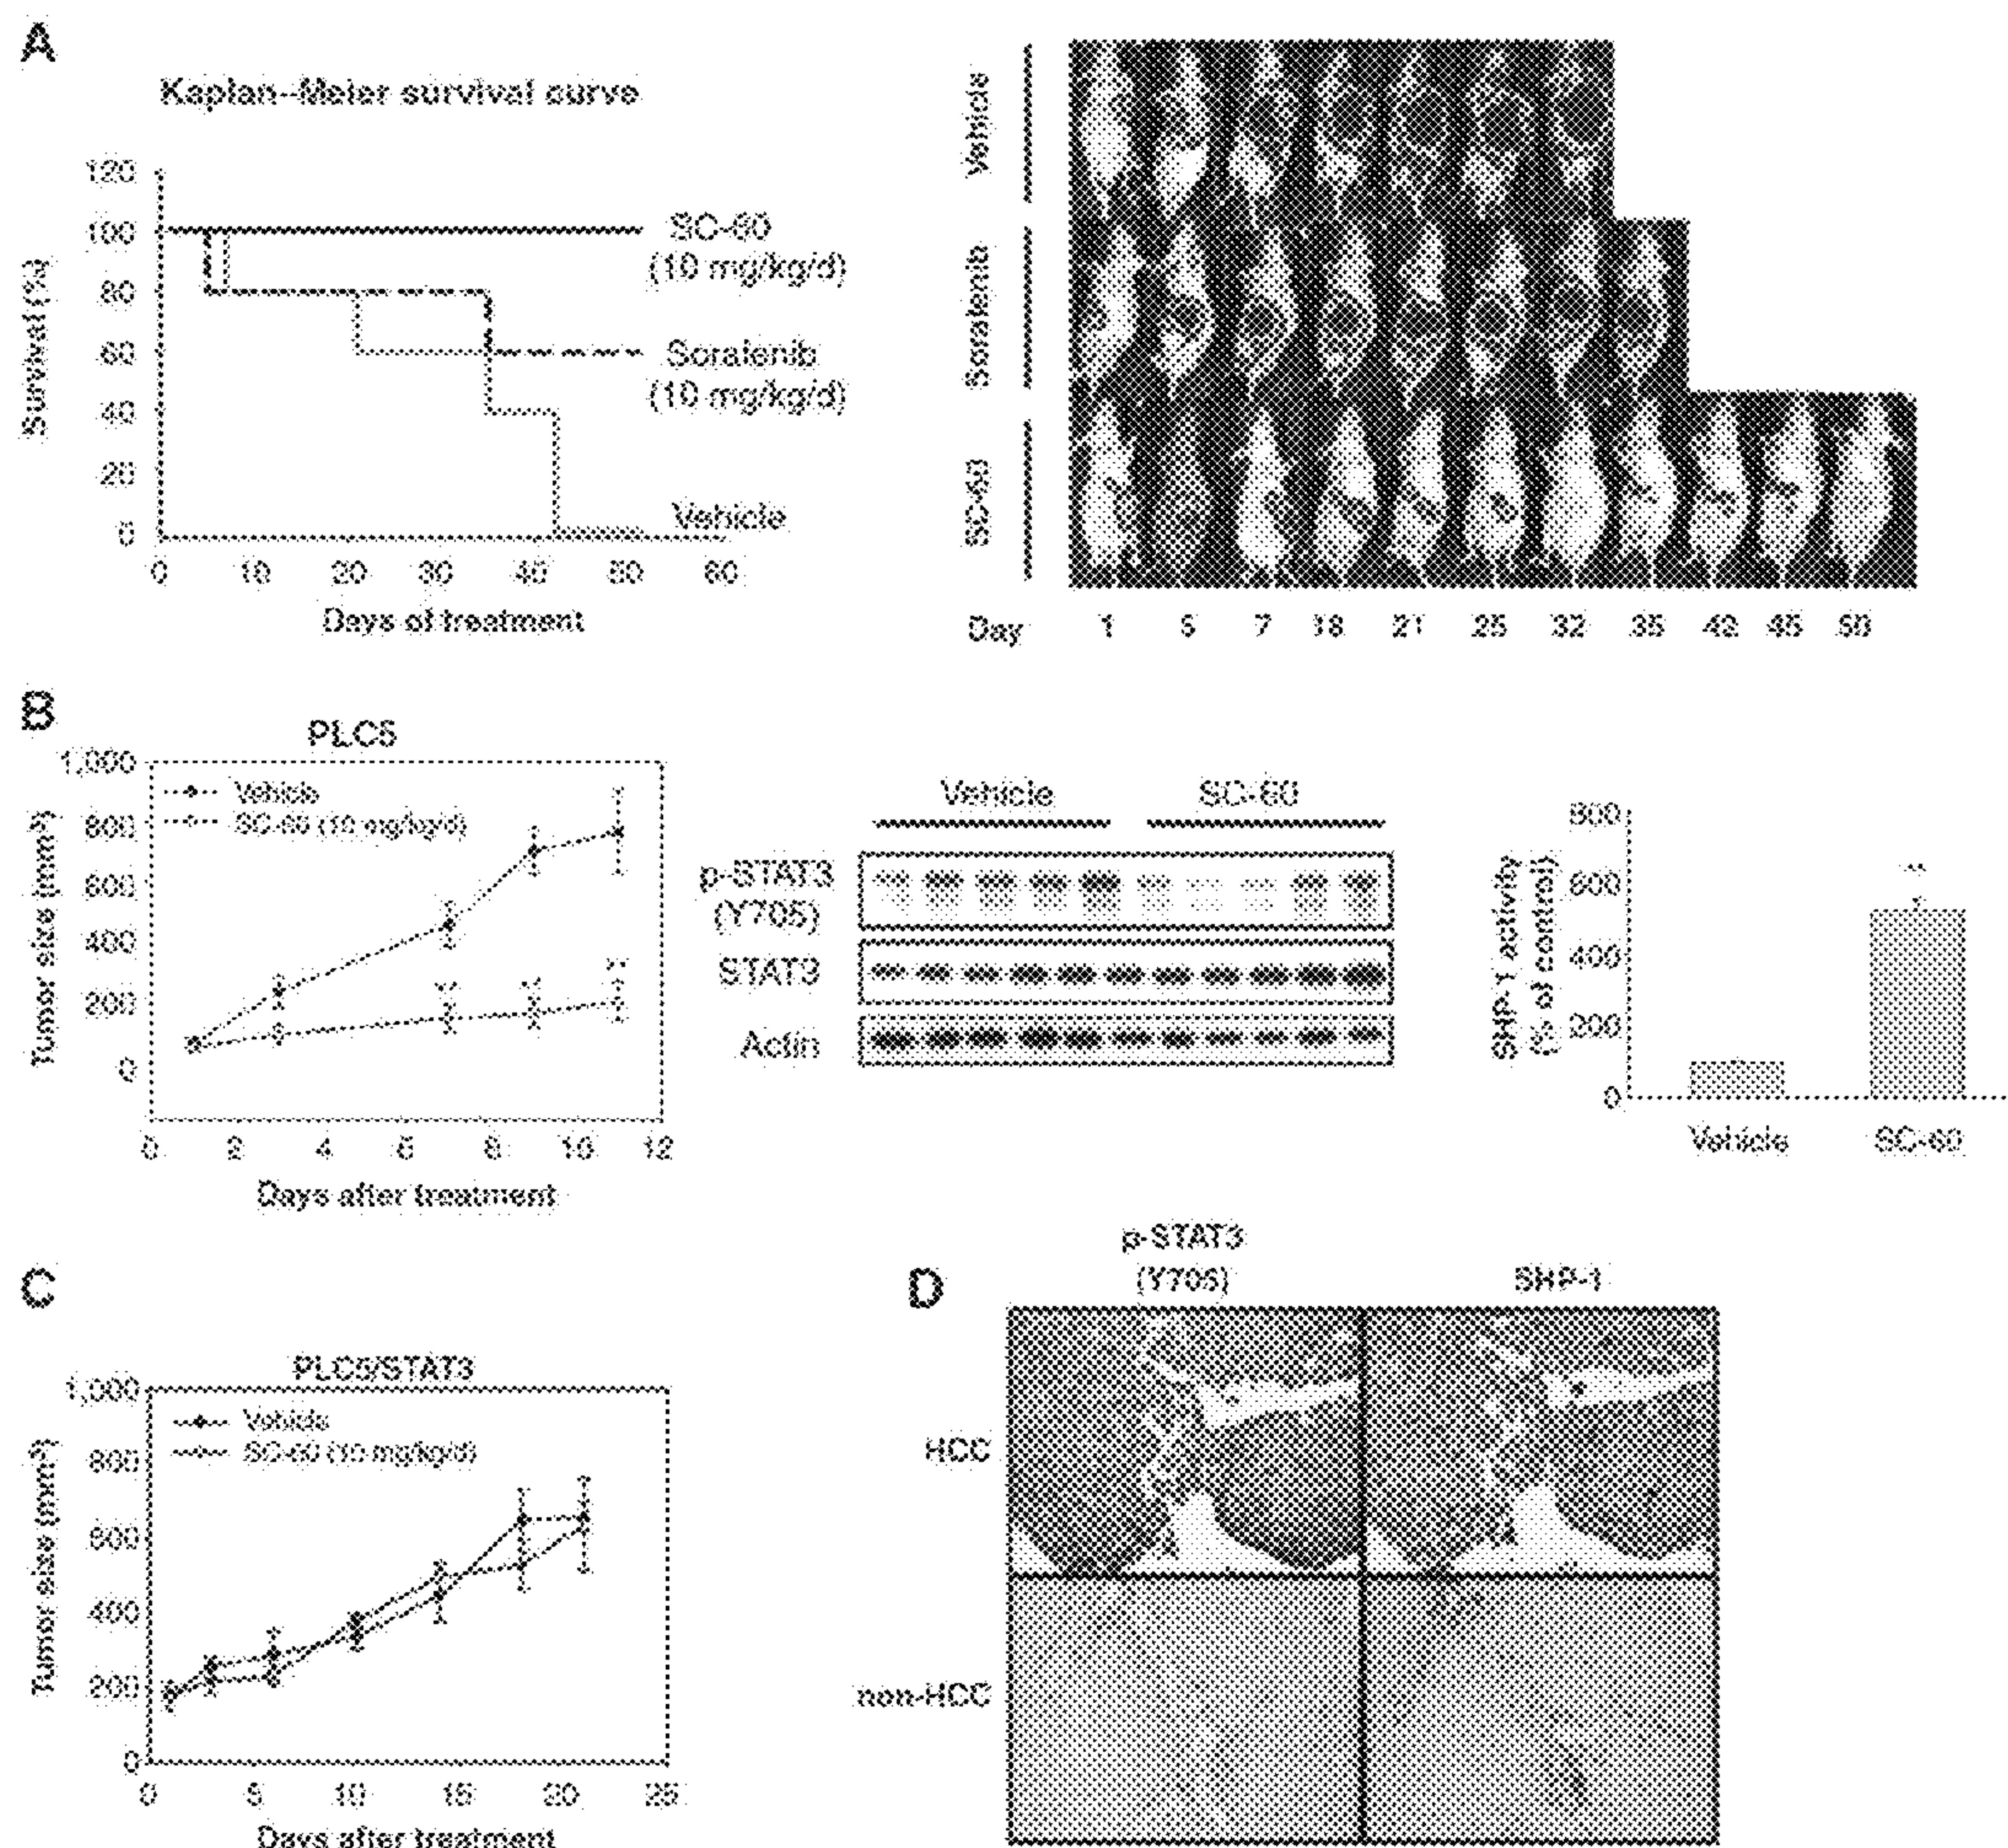 A
Kaplan--Meier survival curve
120
100
80
60
40
20
0
Survival (%)
SC-60
(10 mg/kg/d)
Sorafenib
(10 mg/kg/d)
Vehicle
0 10 20 30 40 50 60
Days of treatment
Vehicle
Sorafenib
SC-60
Day 1 5 7 18 21 25 32 35 42 45 50
B
PLC5
1,000
800
600
400
200
0
Tumor size (mm³)
Vehicle
SC-60 (10 mg/kg/d)
0 2 4 6 8 10 12
Days after treatment
Vehicle SC-60
p-STAT3
(Y705)
STAT3
Actin
800
600
400
200
0
SHP-1 activity
(% of control)
Vehicle SC-60
C
PLC5/STAT3
1,000
800
600
400
200
0
Tumor size (mm³)
Vehicle
SC-60 (10 mg/kg/d)
0 5 10 15 20 25
Days after treatment
D
p-STAT3
(Y705)
SHP-1
HCC
non-HCC